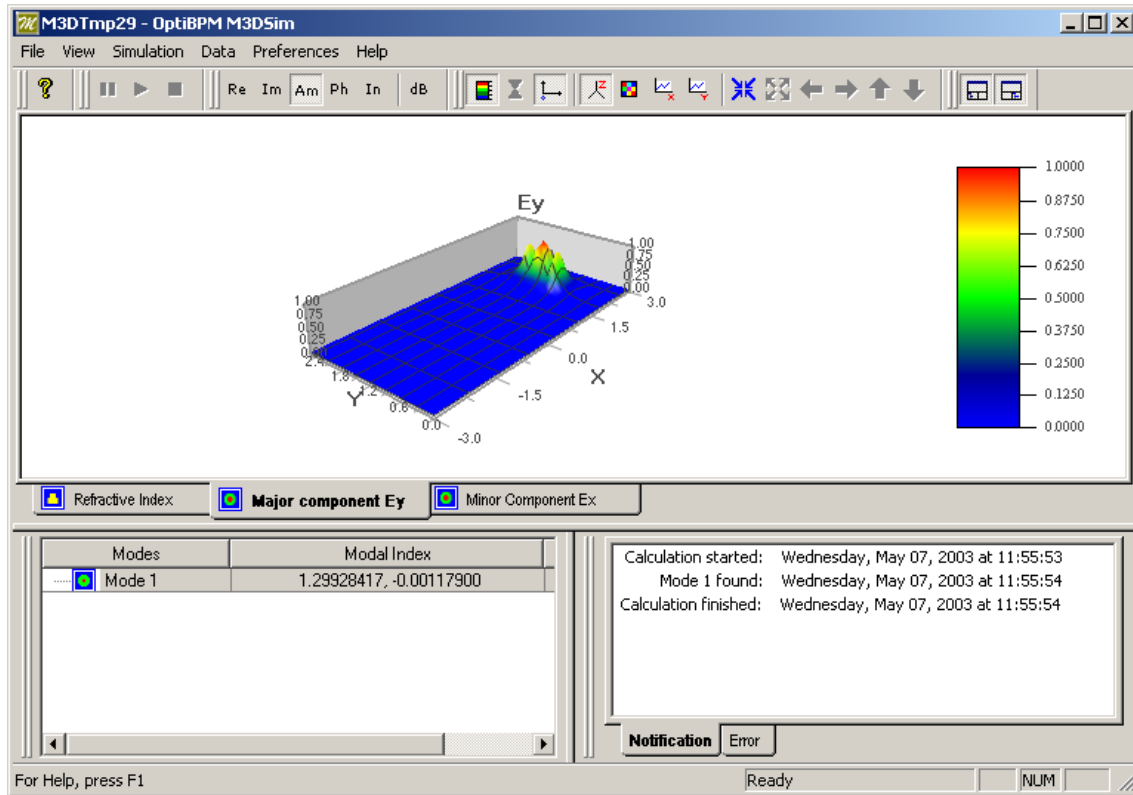 M3DTmp29 - OptiBPM M3DSim
File View Simulation Data Preferences Help
Re Im Am Ph In dB
Ey
1.00
0.75
0.50
0.25
0.00
3.0
1.5
0.0
X
-1.5
-3.0
1.00
0.75
0.50
0.25
0.00
2.4
1.8
1.2
Y
0.6
0.0
1.0000
0.8750
0.7500
0.6250
0.5000
0.3750
0.2500
0.1250
0.0000
Refractive Index Major component Ey Minor Component Ex
Modes Modal Index
Mode 1 1.29928417, -0.00117900
Calculation started: Wednesday, May 07, 2003 at 11:55:53
Mode 1 found: Wednesday, May 07, 2003 at 11:55:54
Calculation finished: Wednesday, May 07, 2003 at 11:55:54
Notification Error
For Help, press F1 Ready NUM